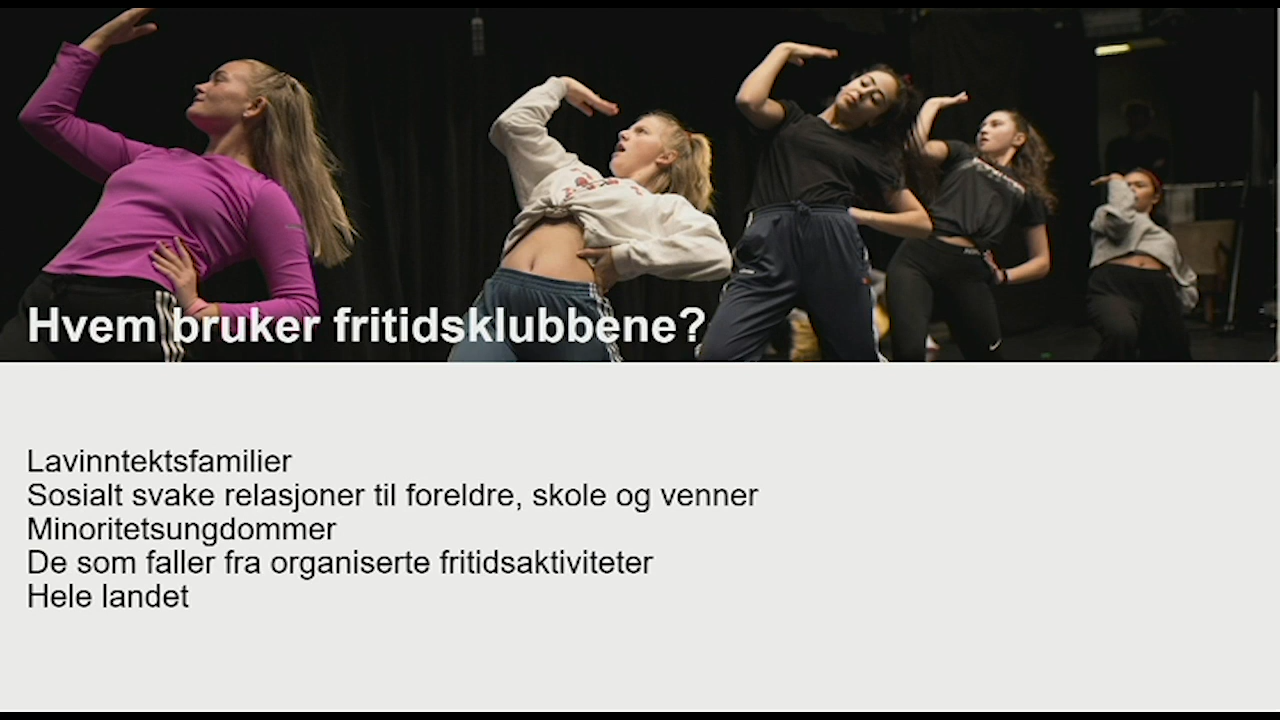 Hvem bruker fritidsklubbene?
Lavinntektsfamilier
Sosialt svake relasjoner til foreldre, skole og venner
Minoritetsungdommer
De som faller fra organiserte fritidsaktiviteter
Hele landet